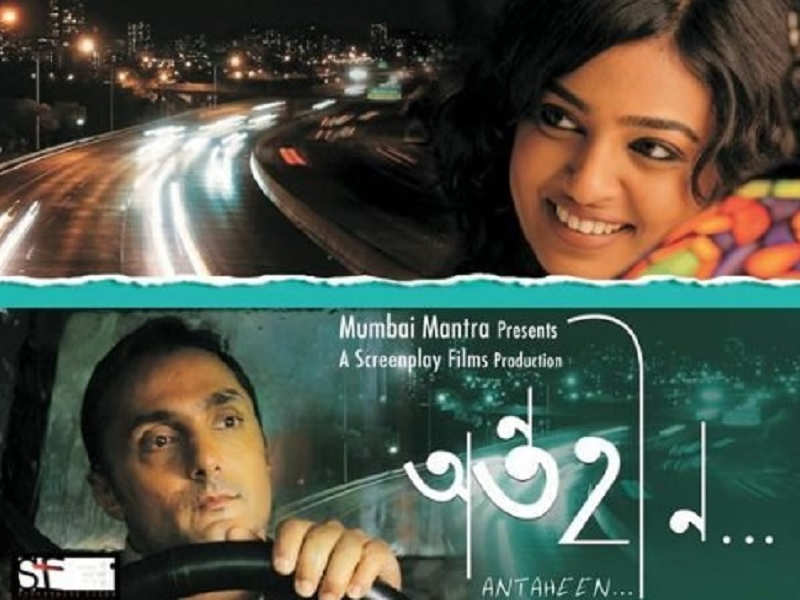 Mumbai Mantra Presents
A Screenplay Films Production
অন্তহীন...
ANTAHEEN...